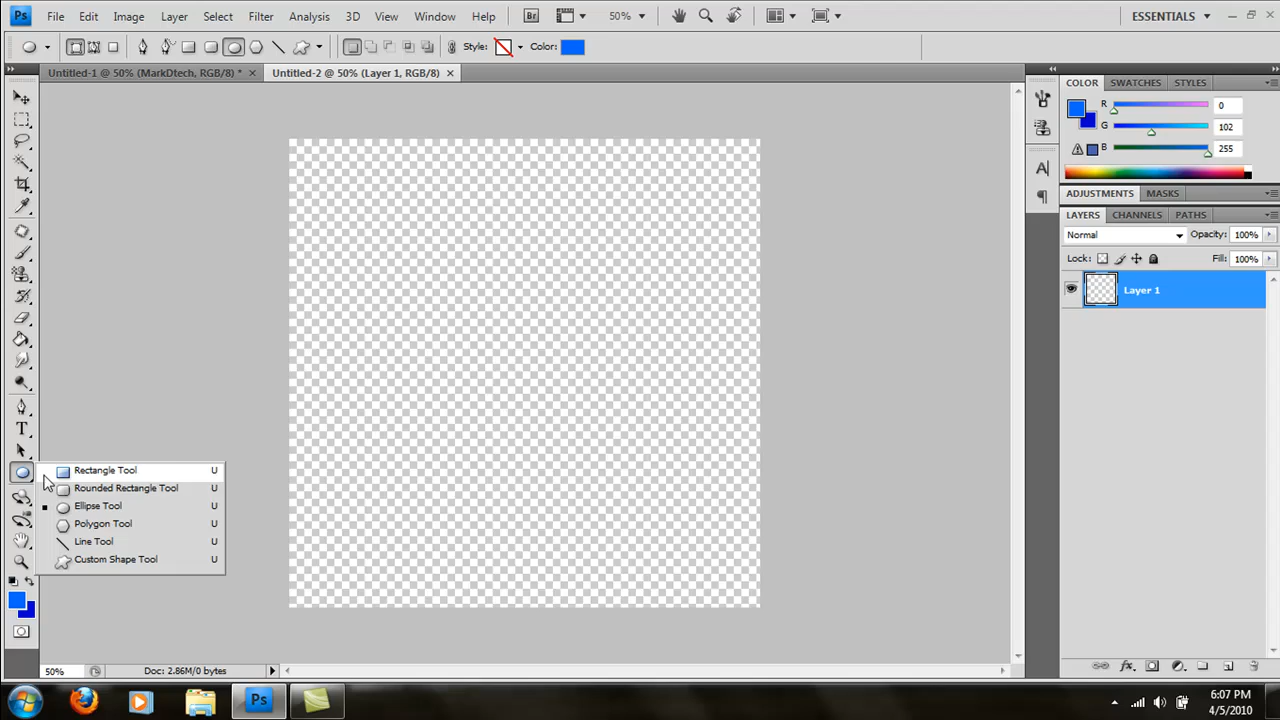 Ps File Edit Image Layer Select Filter Analysis 3D View Window Help Br 50% ESSENTIALS
Style: Color:
Untitled-1 @ 50% (MarkDtech, RGB/8) * Untitled-2 @ 50% (Layer 1, RGB/8)
COLOR SWATCHES STYLES
R 0
G 102
B 255
ADJUSTMENTS MASKS
LAYERS CHANNELS PATHS
Normal Opacity: 100%
Lock: Fill: 100%
Layer 1
T
Rectangle Tool U
Rounded Rectangle Tool U
Ellipse Tool U
Polygon Tool U
Line Tool U
Custom Shape Tool U
50% Doc: 2.86M/0 bytes
Ps
6:07 PM
4/5/2010